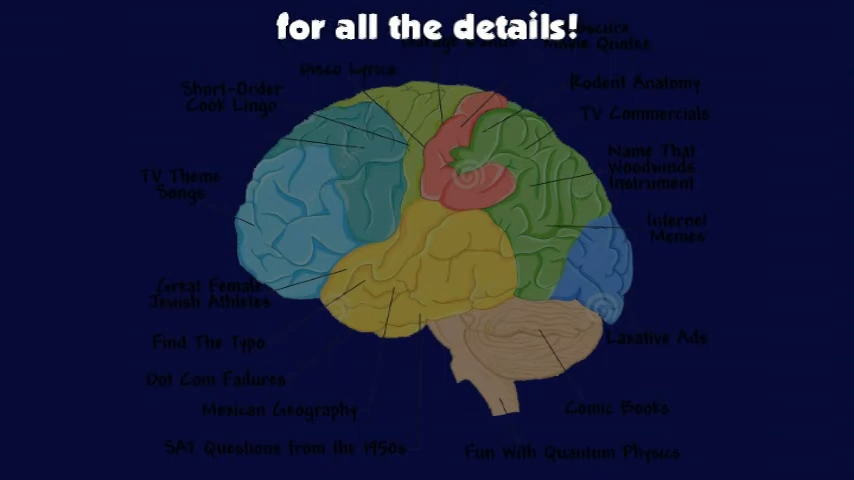 for all the details!
Garage Bands
Obscure
Movie Quotes
Disco Lyrics
Rodent Anatomy
Short-Order
Cook Lingo
TV Commercials
Name That
Woodwinds
Instrument
TV Theme
Songs
Internet
Memes
Great Female
Jewish Athletes
Find The Typo
Laxative Ads
Dot Com Failures
Mexican Geography
Comic Books
SAT Questions from the 1950s
Fun With Quantum Physics